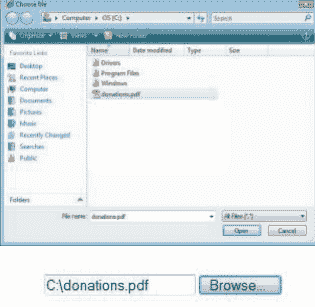 Choose file
Computer ▸ OS (C:) ▸
Search
Organize Views New Folder
Favorite Links
Name Date modified Type Size
Desktop
Recent Places
Computer
Documents
Pictures
Music
Recently Changed
Searches
Public
Drivers
Program Files
Windows
donations.pdf
Folders
File name: donations.pdf
All Files (*.*)
Open Cancel
C:\donations.pdf Browse...